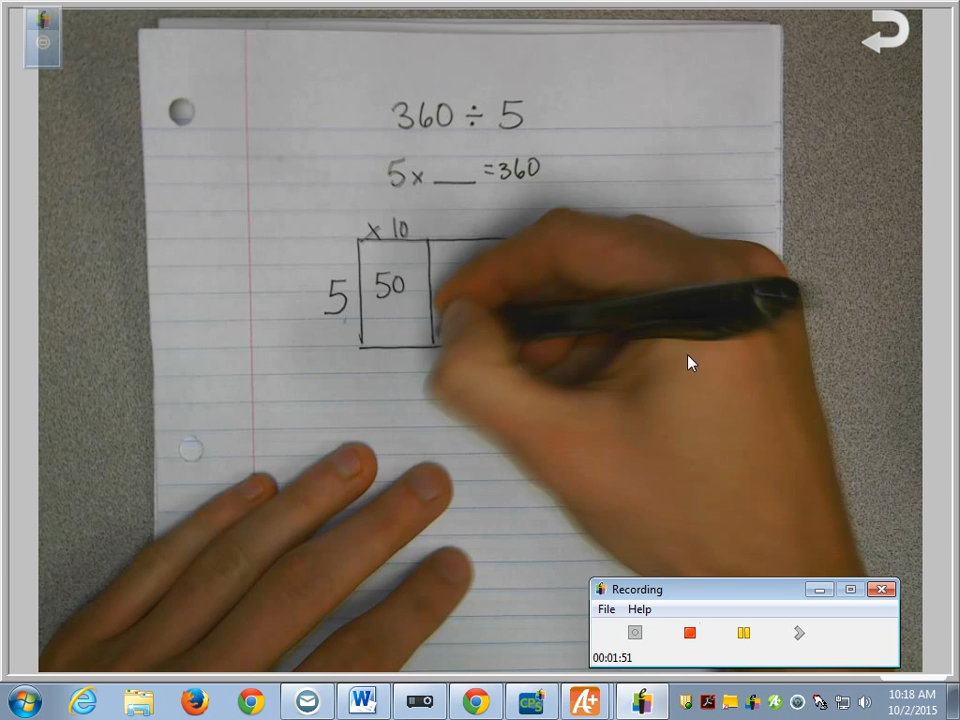 360 ÷ 5
5 x ___ = 360
x 10
5 50
Recording
File Help
00:01:51
10:18 AM
10/2/2015